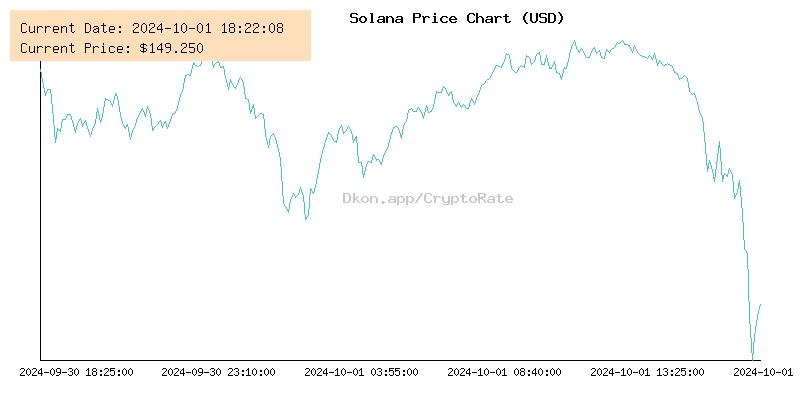 Solana Price Chart (USD)
Current Date: 2024-10-01 18:22:08
Current Price: $149.250
Dkon.app/CryptoRate
2024-09-30 18:25:00
2024-09-30 23:10:00
2024-10-01 03:55:00
2024-10-01 08:40:00
2024-10-01 13:25:00
2024-10-01